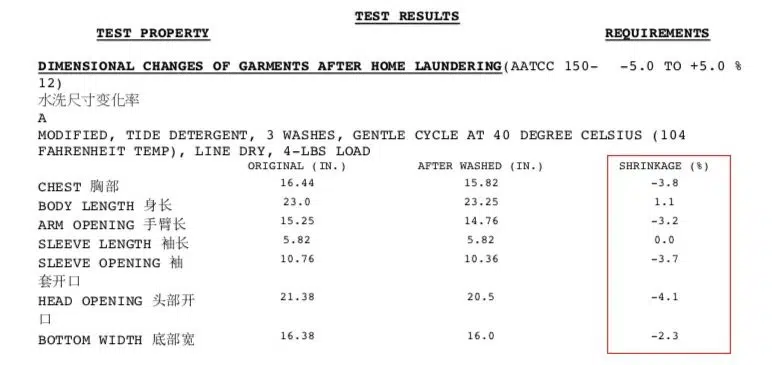 TEST RESULTS
TEST PROPERTY REQUIREMENTS
DIMENSIONAL CHANGES OF GARMENTS AFTER HOME LAUNDERING(AATCC 150- -5.0 TO +5.0 %
12)
水洗尺寸变化率
A
MODIFIED, TIDE DETERGENT, 3 WASHES, GENTLE CYCLE AT 40 DEGREE CELSIUS (104
FAHRENHEIT TEMP), LINE DRY, 4-LBS LOAD
ORIGINAL (IN.) AFTER WASHED (IN.) SHRINKAGE (%)
CHEST 胸部 16.44 15.82 -3.8
BODY LENGTH 身长 23.0 23.25 1.1
ARM OPENING 手臂长 15.25 14.76 -3.2
SLEEVE LENGTH 袖长 5.82 5.82 0.0
SLEEVE OPENING 袖 10.76 10.36 -3.7
套开口
HEAD OPENING 头部开 21.38 20.5 -4.1
口
BOTTOM WIDTH 底部宽 16.38 16.0 -2.3